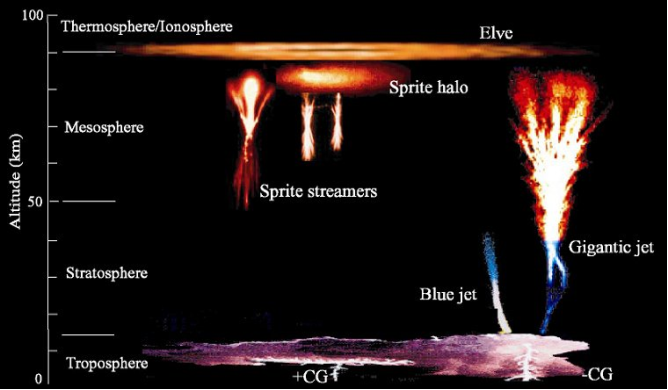 100
Thermosphere/Ionosphere
Elve
Sprite halo
Mesosphere
Altitude (km)
Sprite streamers
50
Gigantic jet
Stratosphere
Blue jet
Troposphere
0
+CG
-CG